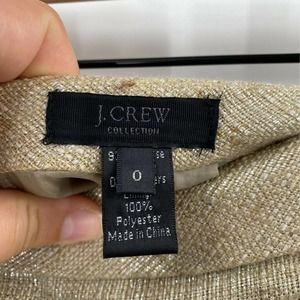 J.CREW
COLLECTION
0
100%
Polyester
Made in China